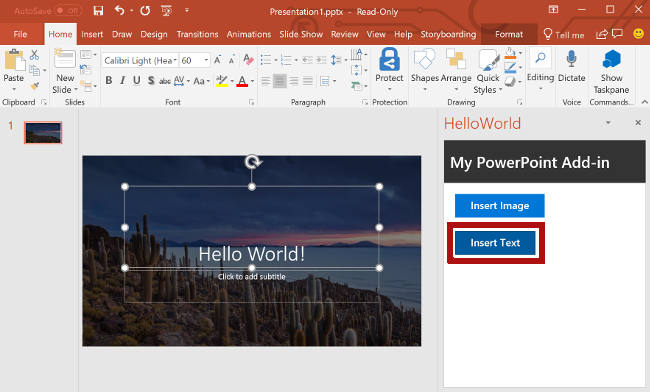 AutoSave Off
Presentation1.pptx - Read-Only
File Home Insert Draw Design Transitions Animations Slide Show Review View Help Storyboarding Format Tell me
Calibri Light (Hea 60
Paste
New
Slide
B I U S abc AV Aa A
Protect
Shapes Arrange Quick
Styles
Editing
Dictate
Show
Taskpane
Clipboard Slides Font Paragraph Protection Drawing Voice Commands...
1
Hello World!
Click to add subtitle
HelloWorld
My PowerPoint Add-in
Insert Image
Insert Text